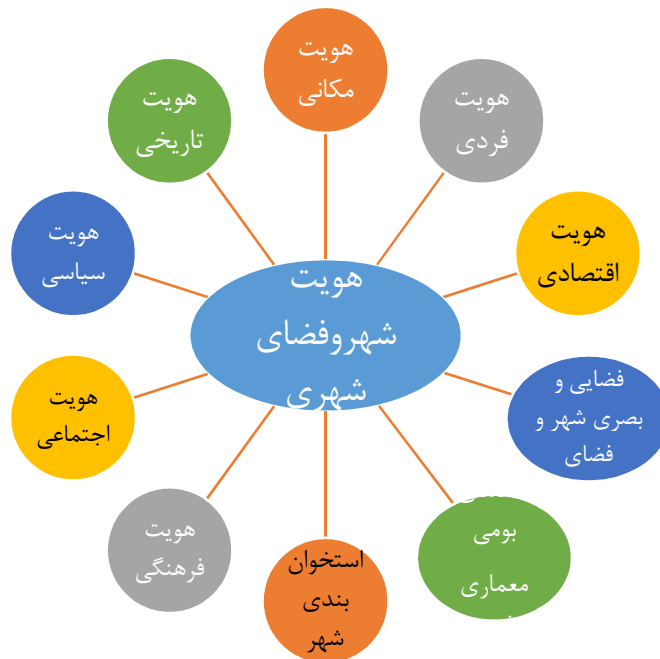 هویت
مکانی
هویت
فردی
هویت
اقتصادی
فضایی و
بصری شهر و
فضای
بومی
معماری
استخوان
بندی
شهر
هویت
فرهنگی
هویت
اجتماعی
هویت
سیاسی
هویت
تاریخی
هویت
شهروفضای
شهری